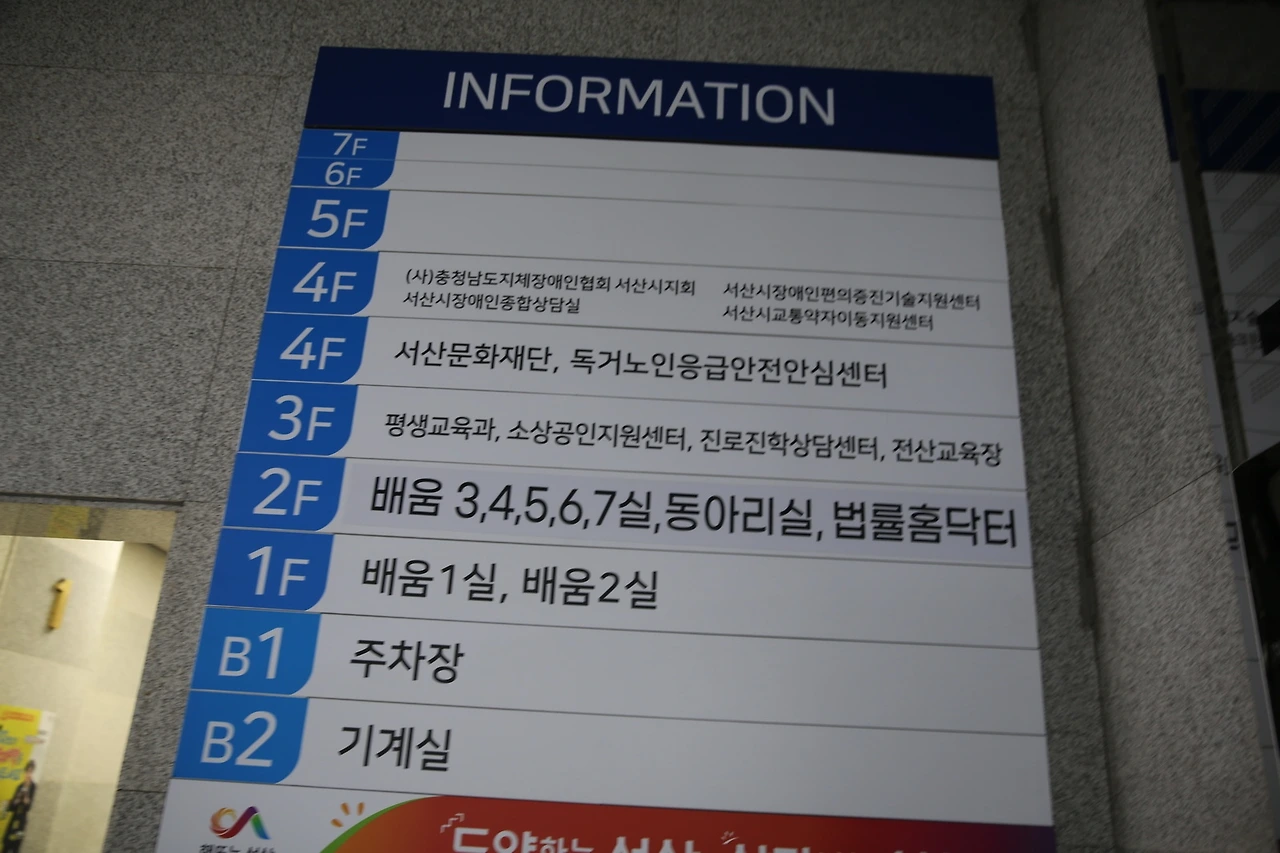 INFORMATION
7F
6F
5F
4F (사)충청남도지체장애인협회 서산시지회 서산시장애인편의증진기술지원센터
서산시장애인종합상담실 서산시교통약자이동지원센터
4F 서산문화재단, 독거노인응급안전안심센터
3F 평생교육과, 소상공인지원센터, 진로진학상담센터, 전산교육장
2F 배움 3,4,5,6,7실,동아리실, 법률홈닥터
1F 배움1실, 배움2실
B1 주차장
B2 기계실
도약하는 서산